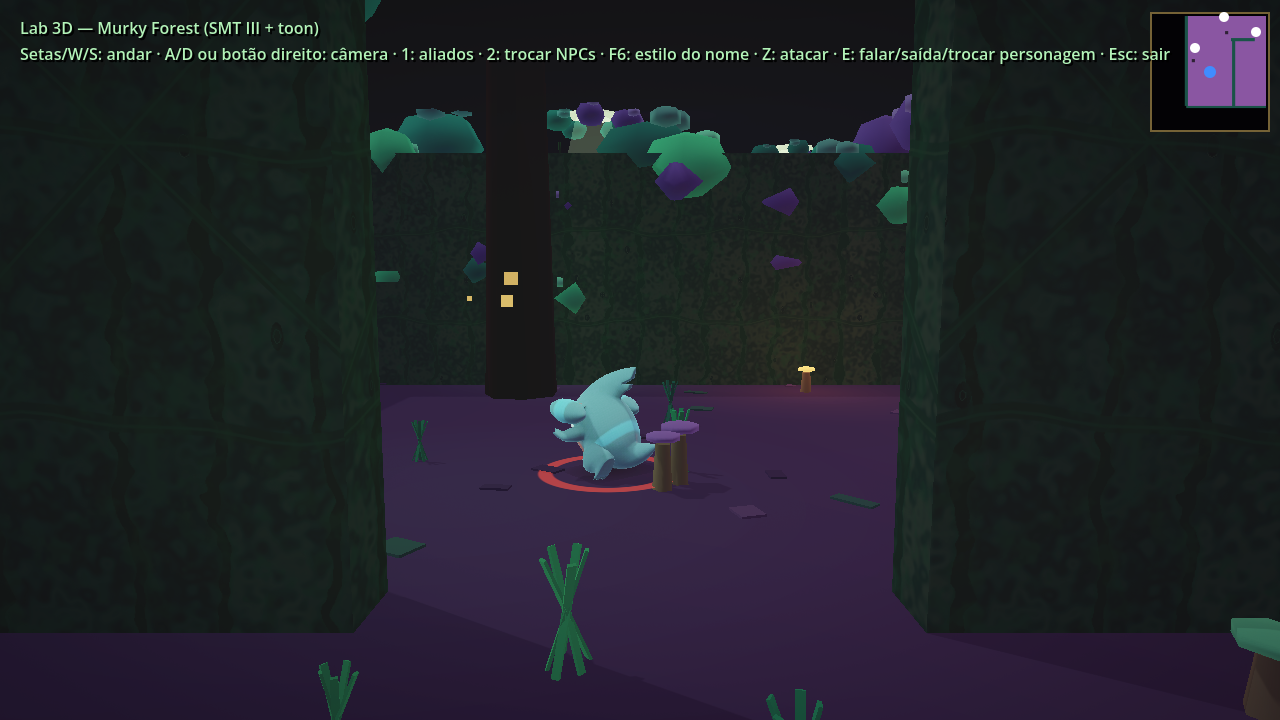 Lab 3D — Murky Forest (SMT III + toon)
Setas/W/S: andar · A/D ou botão direito: câmera · 1: aliados · 2: trocar NPCs · F6: estilo do nome · Z: atacar · E: falar/saída/trocar personagem · Esc: sair